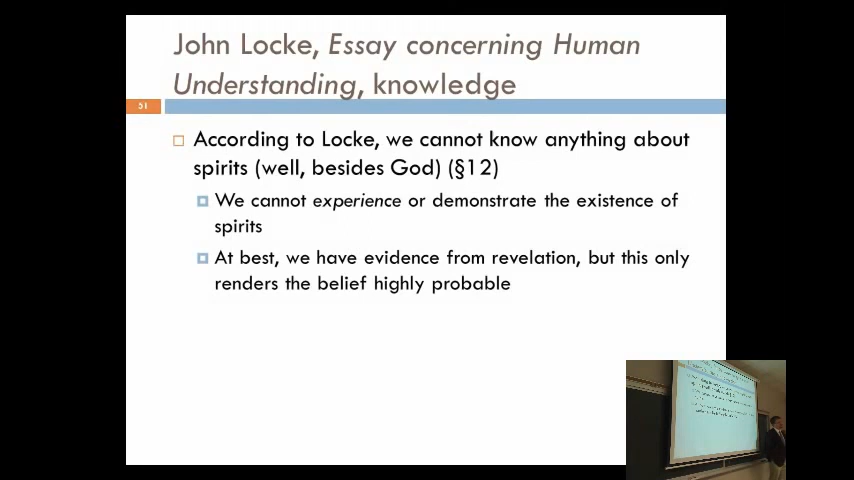 John Locke, Essay concerning Human
Understanding, knowledge
51
According to Locke, we cannot know anything about
spirits (well, besides God) (§12)
We cannot experience or demonstrate the existence of
spirits
At best, we have evidence from revelation, but this only
renders the belief highly probable